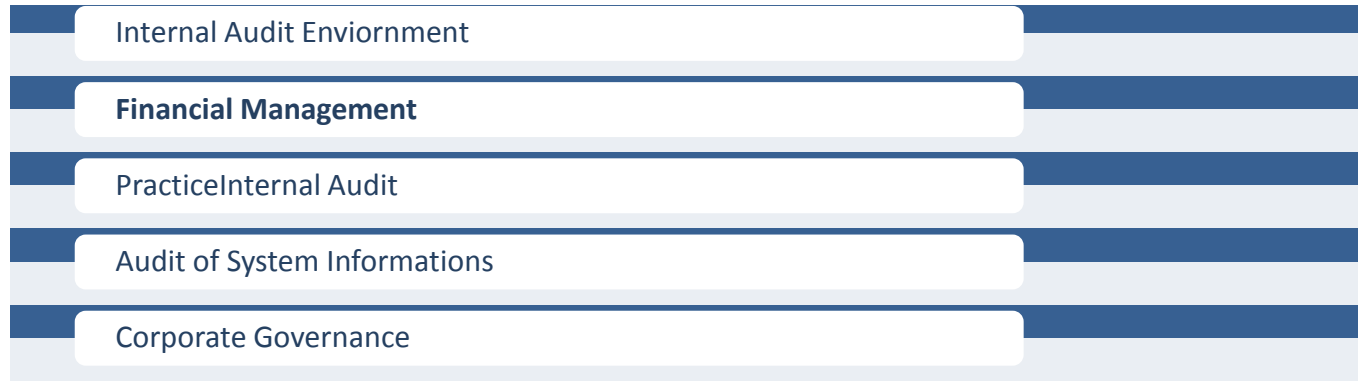 Internal Audit Enviornment
Financial Management
PracticeInternal Audit
Audit of System Informations
Corporate Governance